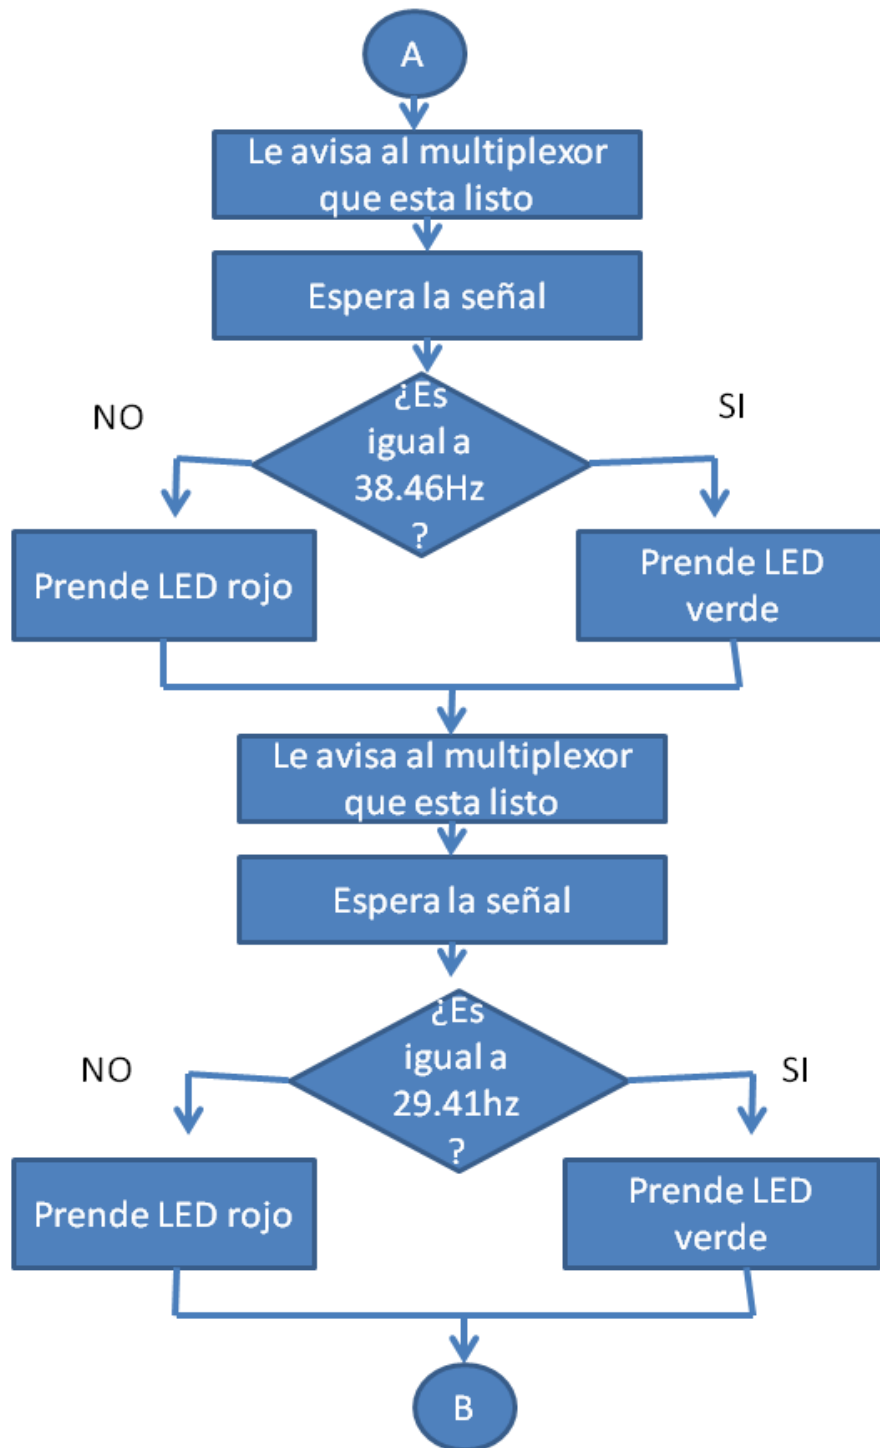 A
Le avisa al multiplexor
que esta listo
Espera la señal
¿Es
igual a
38.46Hz
?
NO
SI
Prende LED rojo
Prende LED
verde
Le avisa al multiplexor
que esta listo
Espera la señal
¿Es
igual a
29.41hz
?
NO
SI
Prende LED rojo
Prende LED
verde
B